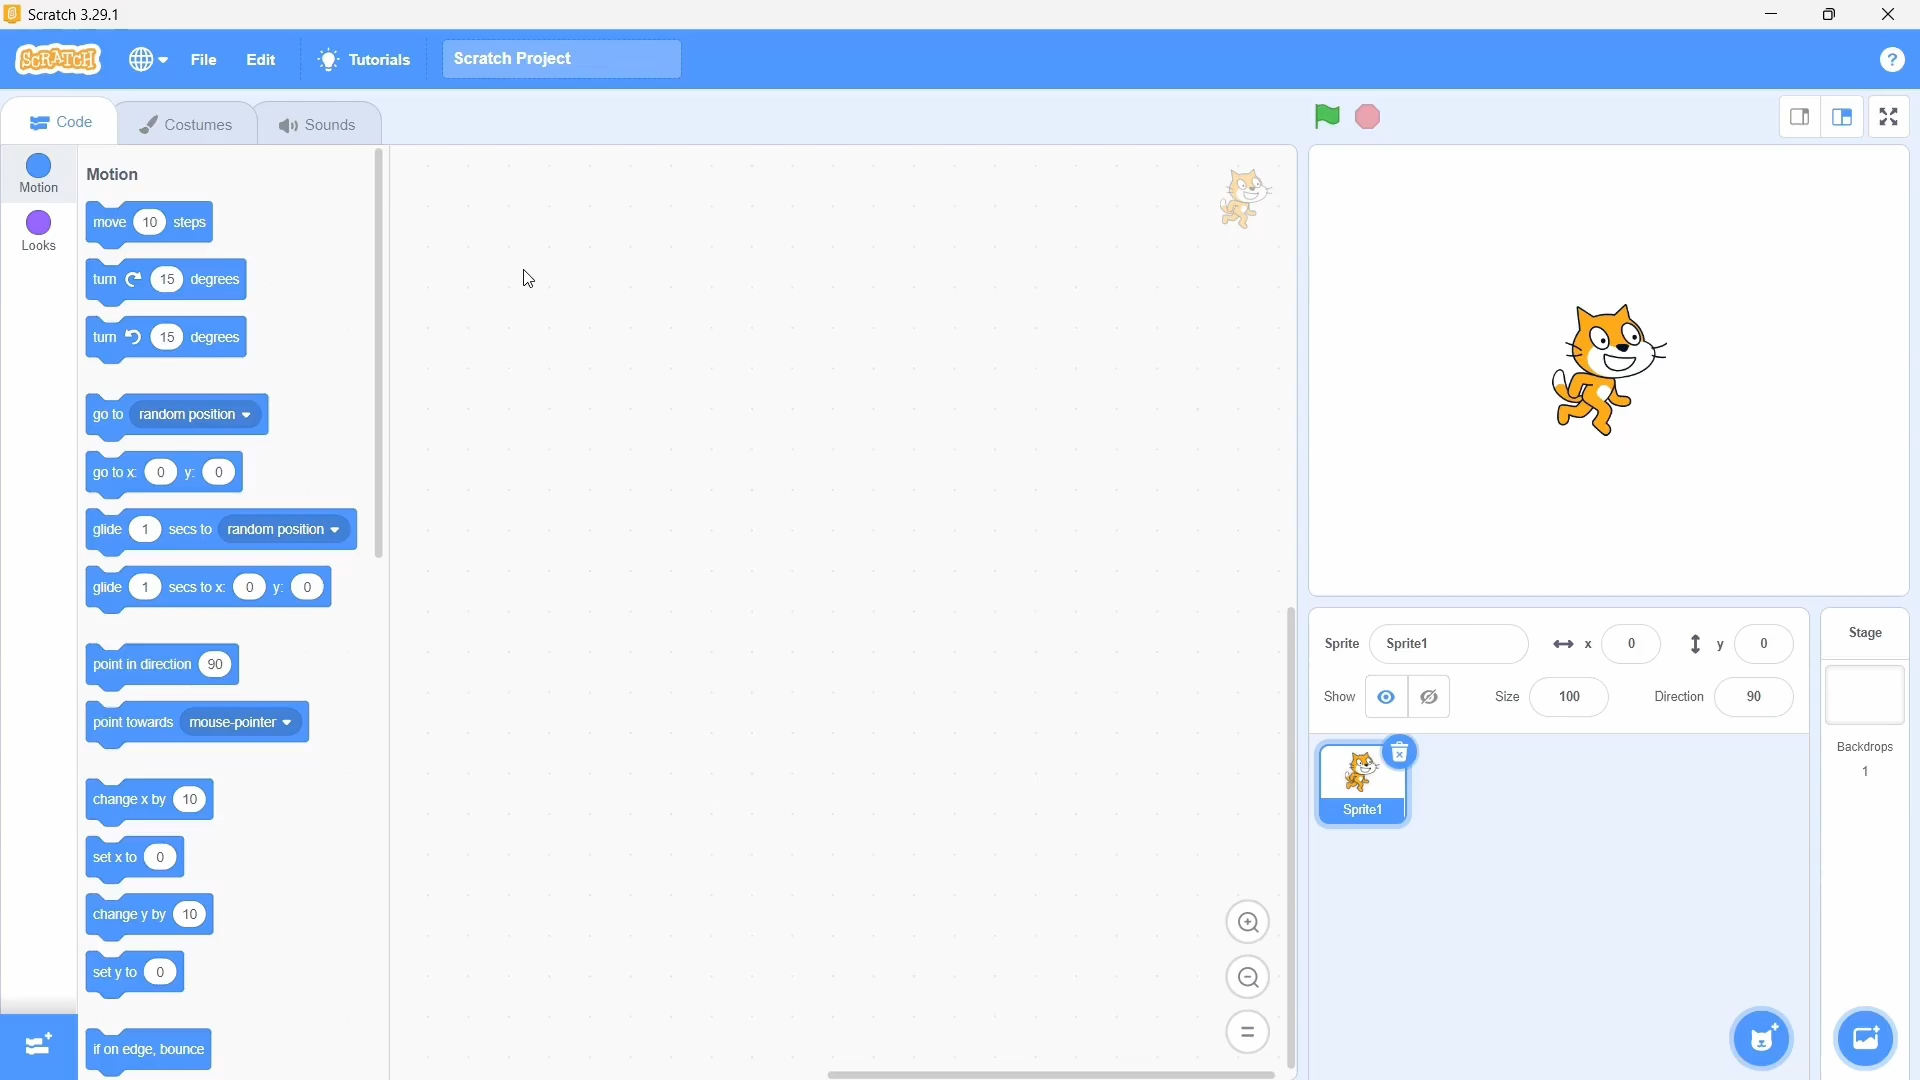 Scratch 3.29.1
SCRATCH File Edit Tutorials Scratch Project ?
Code Costumes Sounds
Motion
Looks
Motion
move 10 steps
turn 15 degrees
turn 15 degrees
go to random position
go to x: 0 y: 0
glide 1 secs to random position
glide 1 secs to x: 0 y: 0
point in direction 90
point towards mouse-pointer
change x by 10
set x to 0
change y by 10
set y to 0
if on edge, bounce
Sprite Sprite1 x 0 y 0
Show Size 100 Direction 90
Sprite1
Stage
Backdrops
1